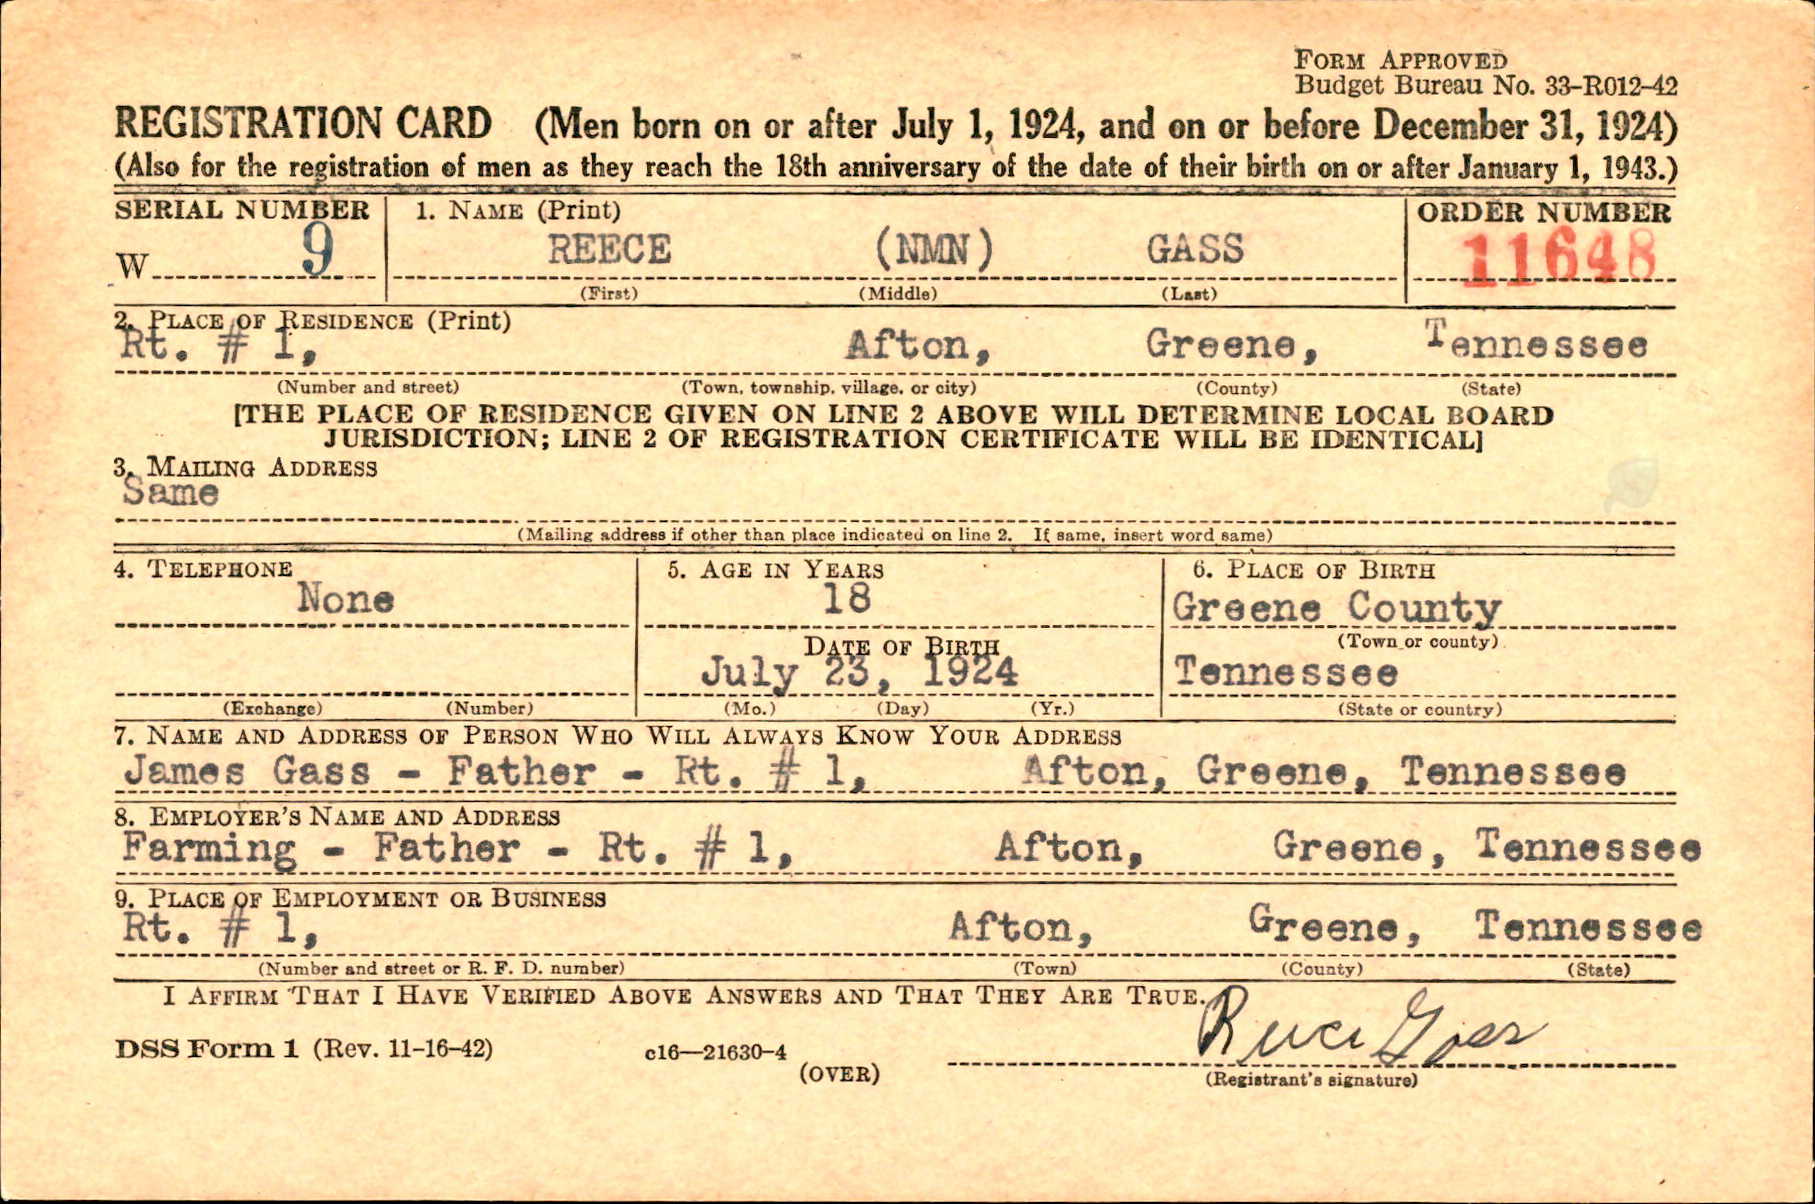 FORM APPROVED
Budget Bureau No. 33-R012-42
REGISTRATION CARD (Men born on or after July 1, 1924, and on or before December 31, 1924)
(Also for the registration of men as they reach the 18th anniversary of the date of their birth on or after January 1, 1943.)
SERIAL NUMBER 1. NAME (Print) ORDER NUMBER
W 9 REECE (NMN) GASS 11648
(First) (Middle) (Last)
2. PLACE OF RESIDENCE (Print)
Rt. # 1, Afton, Greene, Tennessee
(Number and street) (Town, township, village, or city) (County) (State)
[THE PLACE OF RESIDENCE GIVEN ON LINE 2 ABOVE WILL DETERMINE LOCAL BOARD
JURISDICTION; LINE 2 OF REGISTRATION CERTIFICATE WILL BE IDENTICAL]
3. MAILING ADDRESS
Same
(Mailing address if other than place indicated on line 2. If same, insert word same)
4. TELEPHONE 5. AGE IN YEARS 6. PLACE OF BIRTH
None 18 Greene County
DATE OF BIRTH (Town or county)
July 23, 1924 Tennessee
(Exchange) (Number) (Mo.) (Day) (Yr.) (State or country)
7. NAME AND ADDRESS OF PERSON WHO WILL ALWAYS KNOW YOUR ADDRESS
James Gass - Father - Rt. # 1, Afton, Greene, Tennessee
8. EMPLOYER'S NAME AND ADDRESS
Farming - Father - Rt. # 1, Afton, Greene, Tennessee
9. PLACE OF EMPLOYMENT OR BUSINESS
Rt. # 1, Afton, Greene, Tennessee
(Number and street or R. F. D. number) (Town) (County) (State)
I AFFIRM THAT I HAVE VERIFIED ABOVE ANSWERS AND THAT THEY ARE TRUE.
Reece Gass
DSS Form 1 (Rev. 11-16-42) c16—21630-4
(OVER) (Registrant's signature)